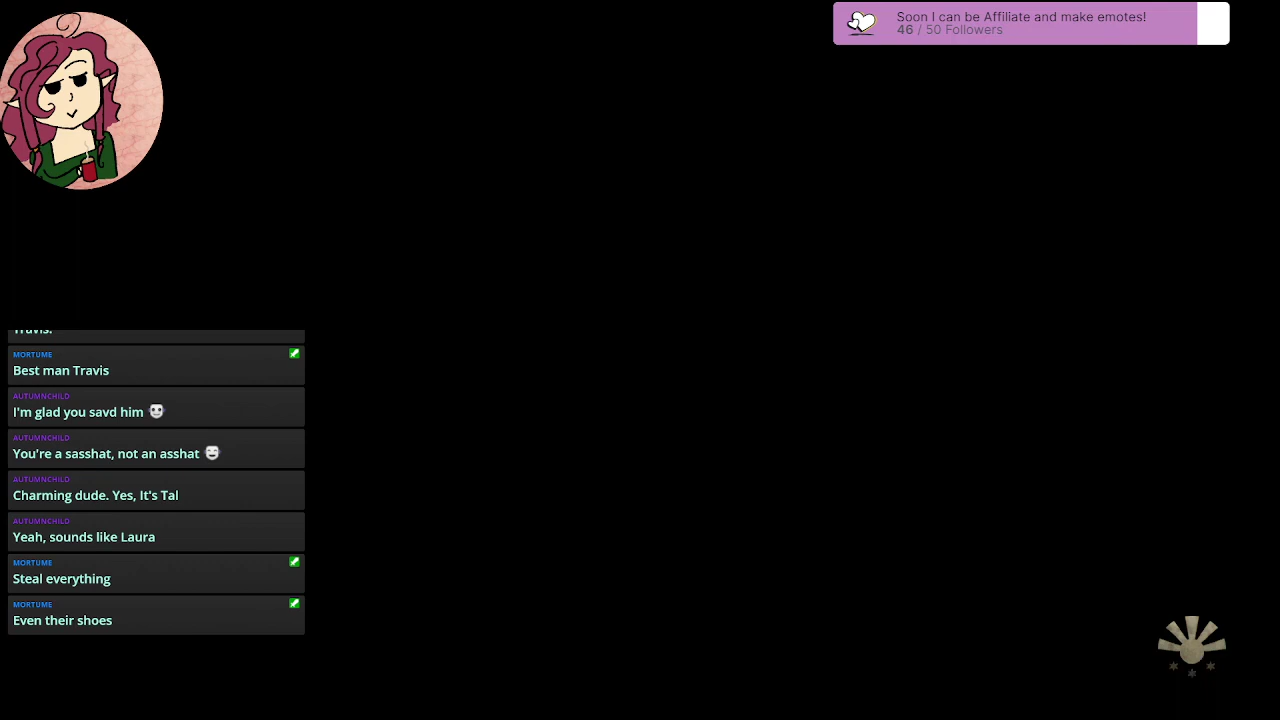 Soon I can be Affiliate and make emotes!
46 / 50 Followers
Travis.
MORTUME
Best man Travis
AUTUMNCHILD
I'm glad you savd him
AUTUMNCHILD
You're a sasshat, not an asshat
AUTUMNCHILD
Charming dude. Yes, It's Tal
AUTUMNCHILD
Yeah, sounds like Laura
MORTUME
Steal everything
MORTUME
Even their shoes